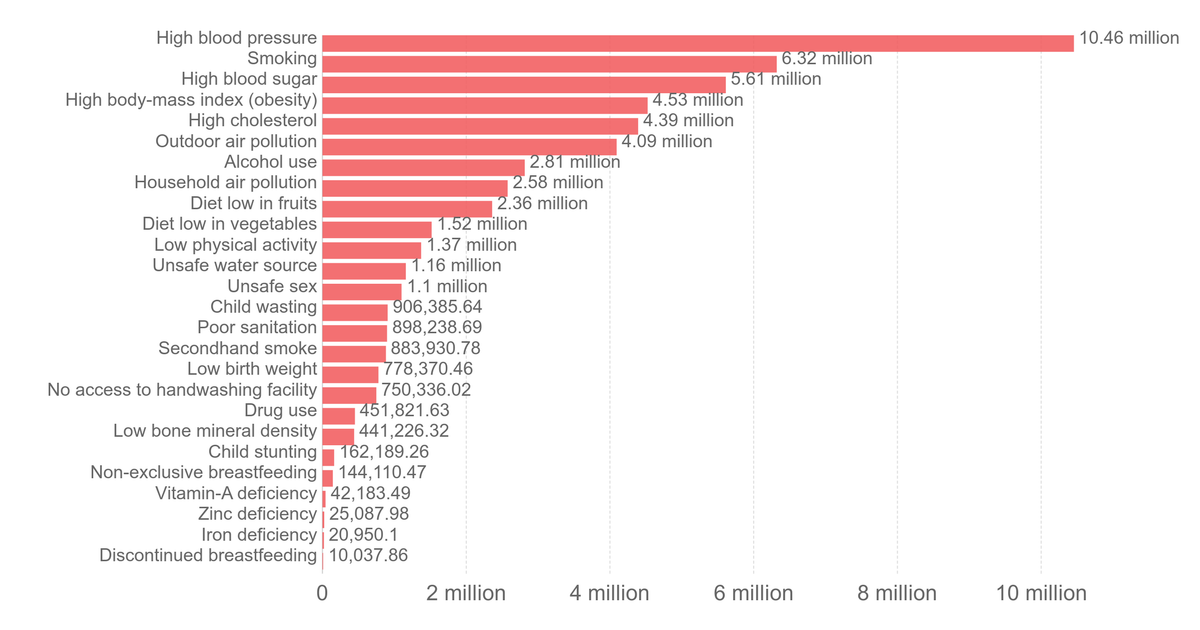 High blood pressure 10.46 million
Smoking 6.32 million
High blood sugar 5.61 million
High body-mass index (obesity) 4.53 million
High cholesterol 4.39 million
Outdoor air pollution 4.09 million
Alcohol use 2.81 million
Household air pollution 2.58 million
Diet low in fruits 2.36 million
Diet low in vegetables 1.52 million
Low physical activity 1.37 million
Unsafe water source 1.16 million
Unsafe sex 1.1 million
Child wasting 906,385.64
Poor sanitation 898,238.69
Secondhand smoke 883,930.78
Low birth weight 778,370.46
No access to handwashing facility 750,336.02
Drug use 451,821.63
Low bone mineral density 441,226.32
Child stunting 162,189.26
Non-exclusive breastfeeding 144,110.47
Vitamin-A deficiency 42,183.49
Zinc deficiency 25,087.98
Iron deficiency 20,950.1
Discontinued breastfeeding 10,037.86
0 2 million 4 million 6 million 8 million 10 million